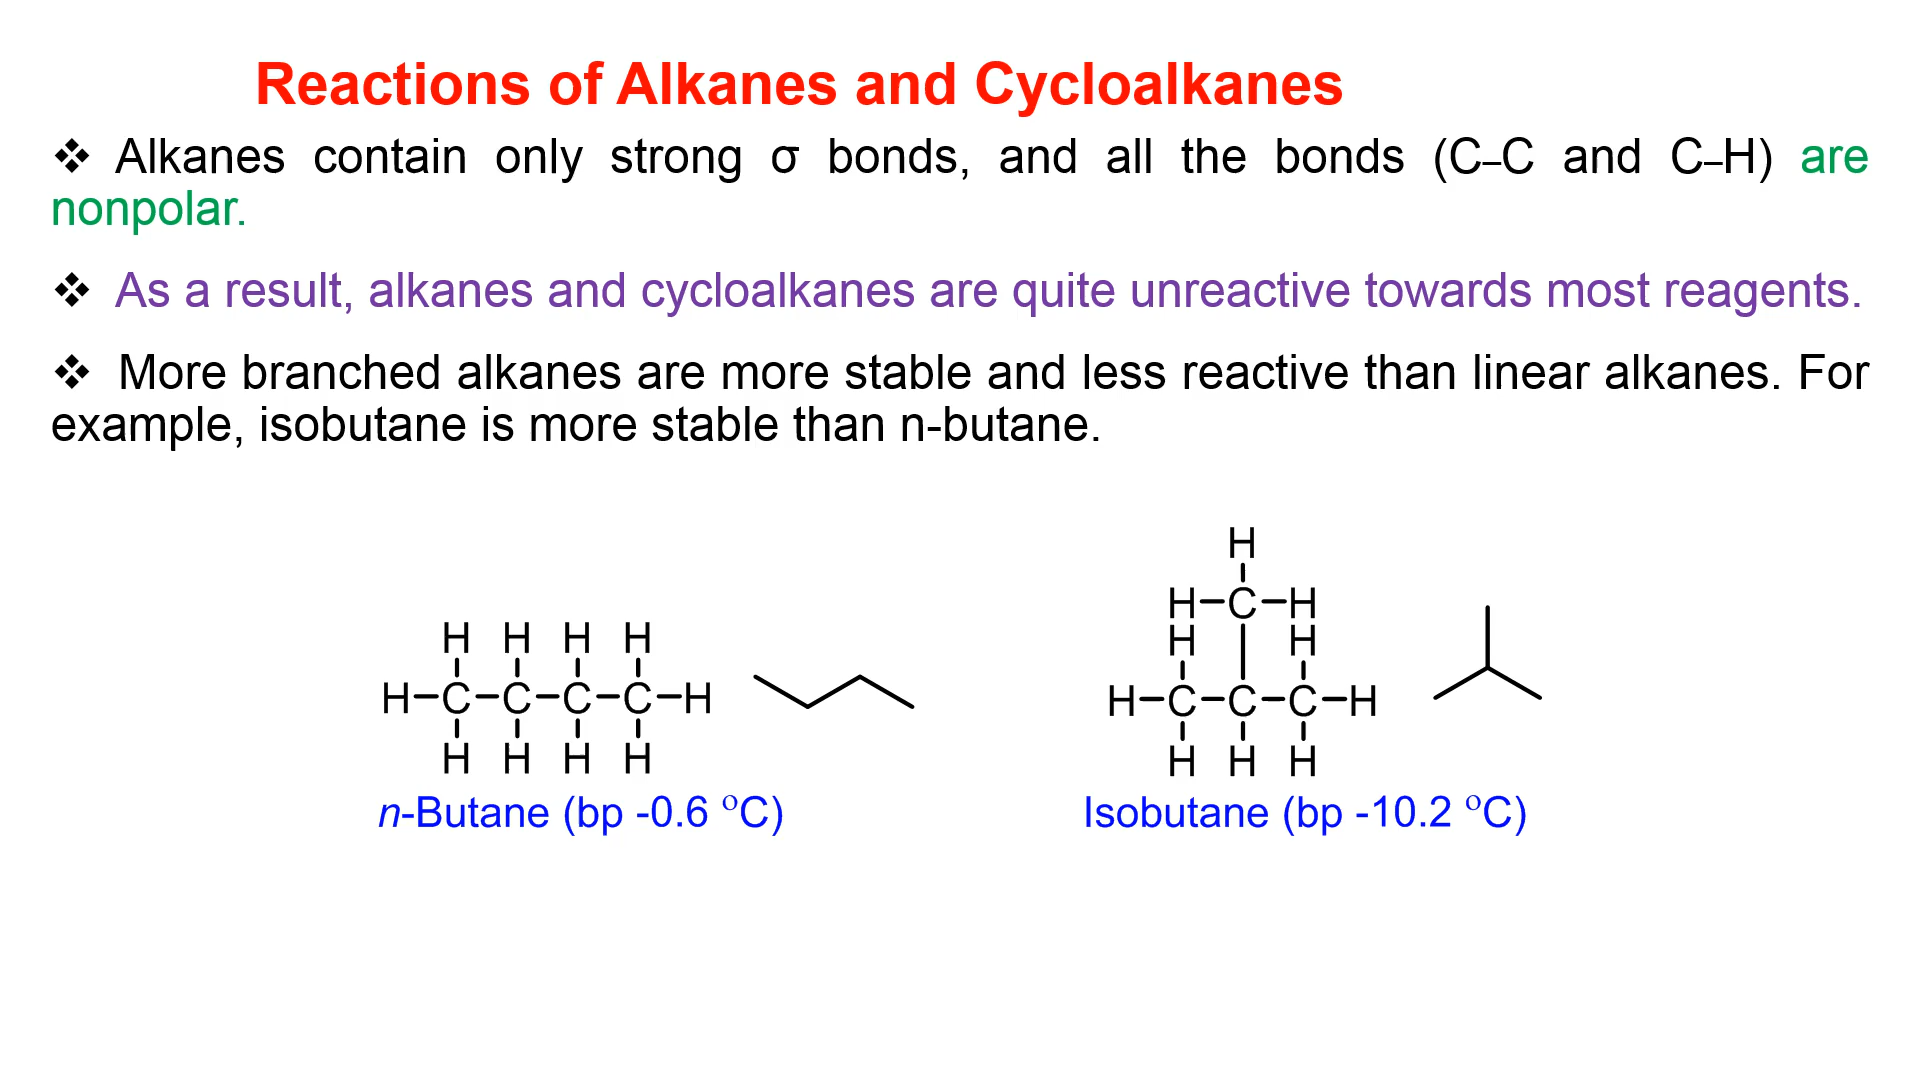 Reactions of Alkanes and Cycloalkanes
❖ Alkanes contain only strong σ bonds, and all the bonds (C–C and C–H) are
nonpolar.
❖ As a result, alkanes and cycloalkanes are quite unreactive towards most reagents.
❖ More branched alkanes are more stable and less reactive than linear alkanes. For
example, isobutane is more stable than n-butane.
H
H–C–H
H H H H H H
H–C–C–C–C–H H–C–C–C–H
H H H H H H H
n-Butane (bp -0.6 °C) Isobutane (bp -10.2 °C)